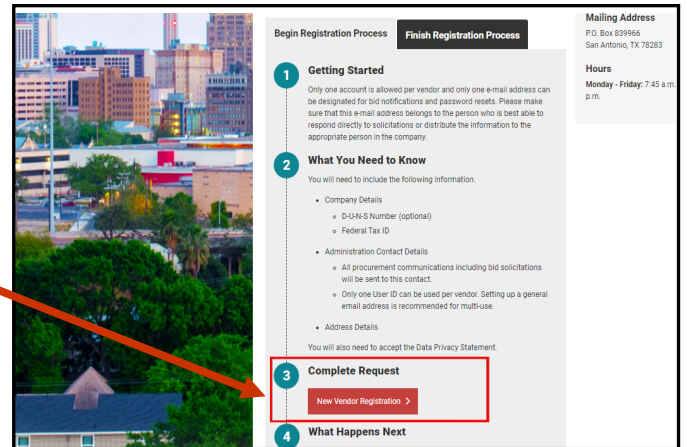 Begin Registration Process
Finish Registration Process
1
Getting Started
Only one account is allowed per vendor and only one e-mail address can
be designated for bid notifications and password resets. Please make
sure that this e-mail address belongs to the person who is best able to
respond directly to solicitations or distribute the information to the
appropriate person in the company.
2
What You Need to Know
You will need to include the following information.
• Company Details
D-U-N-S Number (optional)
Federal Tax ID
• Administration Contact Details
All procurement communications including bid solicitations
will be sent to this contact.
Only one User ID can be used per vendor. Setting up a general
email address is recommended for multi-use.
• Address Details
You will also need to accept the Data Privacy Statement.
3
Complete Request
New Vendor Registration >
4
What Happens Next
Mailing Address
P.O. Box 839966
San Antonio, TX 78283
Hours
Monday - Friday: 7:45 a.m.
p.m.